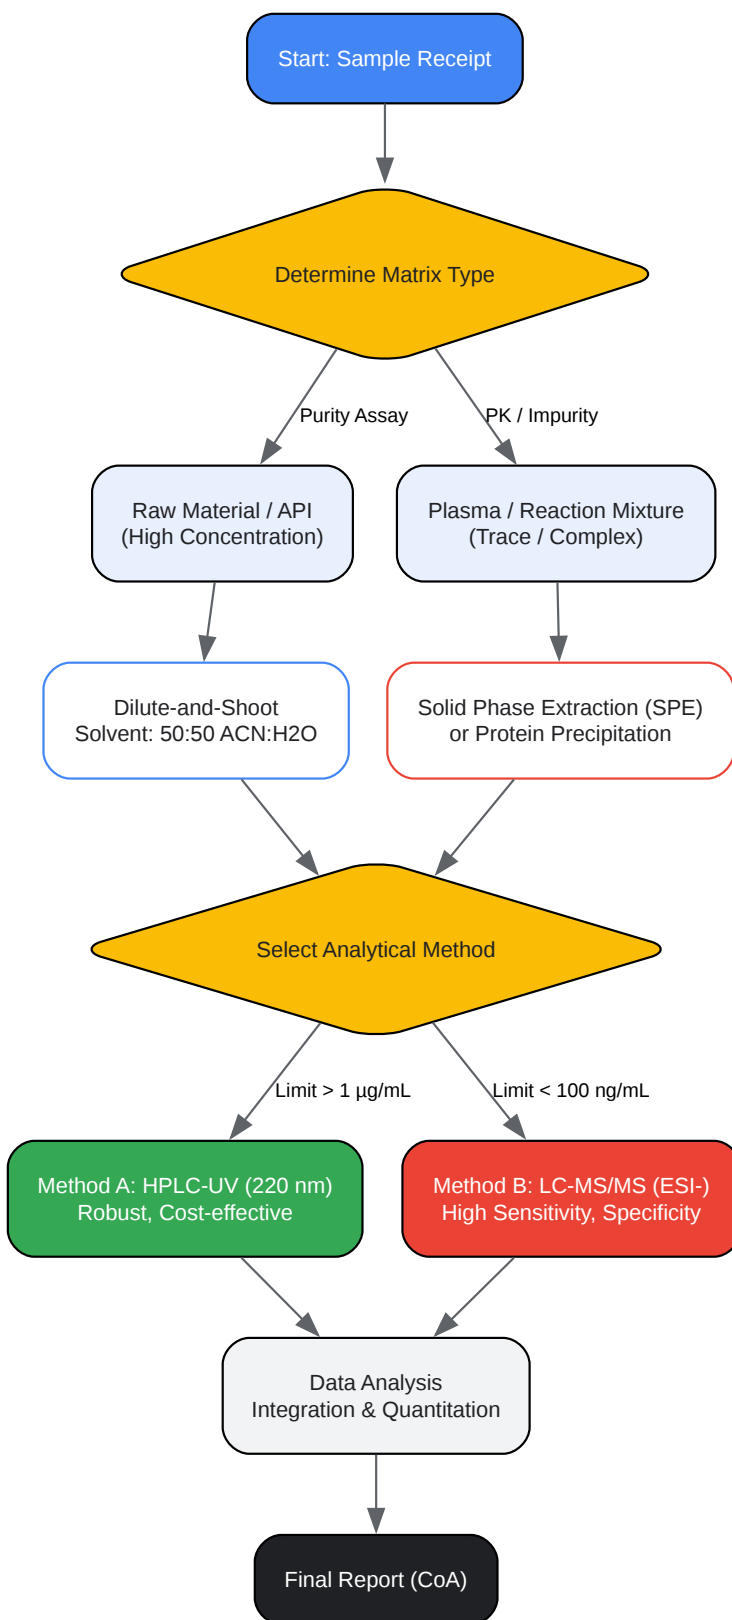 Start: Sample Receipt
Determine Matrix Type
Purity Assay
PK / Impurity
Raw Material / API
(High Concentration)
Plasma / Reaction Mixture
(Trace / Complex)
Dilute-and-Shoot
Solvent: 50:50 ACN:H2O
Solid Phase Extraction (SPE)
or Protein Precipitation
Select Analytical Method
Limit > 1 µg/mL
Limit < 100 ng/mL
Method A: HPLC-UV (220 nm)
Robust, Cost-effective
Method B: LC-MS/MS (ESI-)
High Sensitivity, Specificity
Data Analysis
Integration & Quantitation
Final Report (CoA)